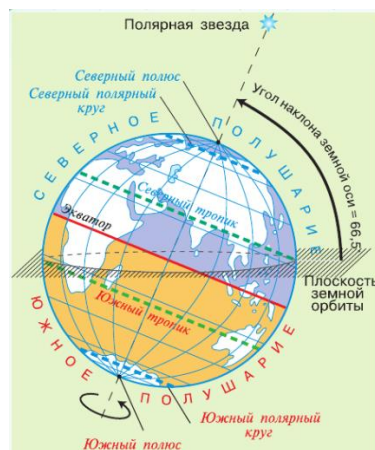 Полярная звезда
Северный полюс
Северный полярный
круг
Угол наклона земной оси = 66,5°
СЕВЕРНОЕ ПОЛУШАРИЕ
Северный тропик
Экватор
Плоскость
земной
орбиты
Южный тропик
ЮЖНОЕ ПОЛУШАРИЕ
Южный полярный
круг
Южный полюс